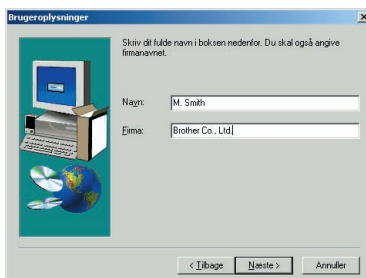 Brugeroplysninger
Skriv dit fulde navn i boksen nedenfor. Du skal også angive
firmanavnet.
Navn: M. Smith
Firma: Brother Co., Ltd.
< Tilbage Næste > Annuller